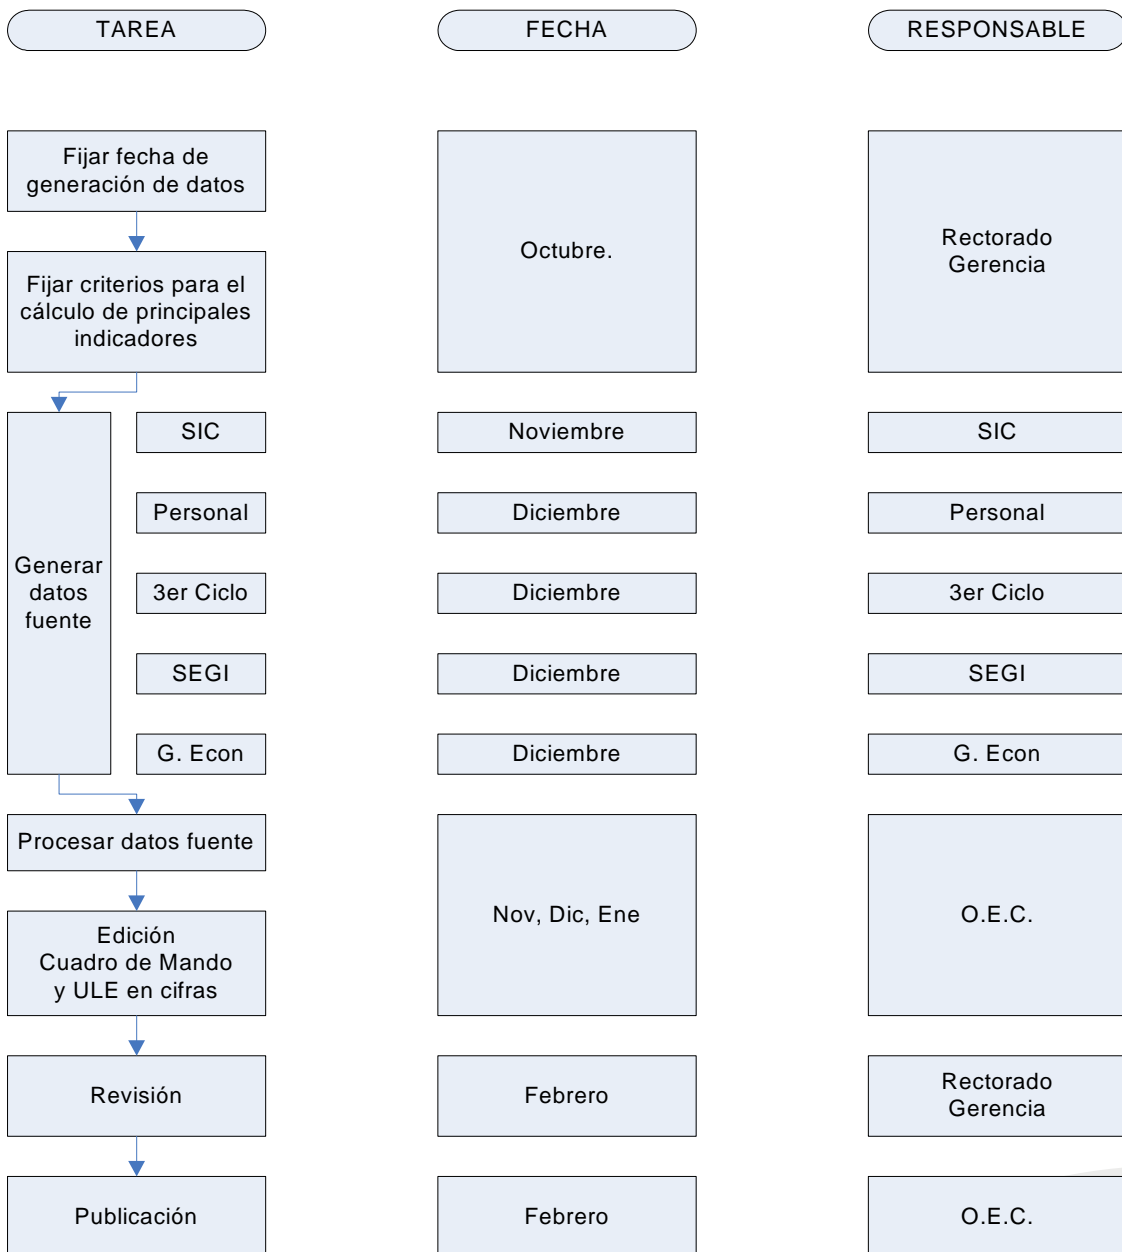 TAREA
FECHA
RESPONSABLE
Fijar fecha de
generación de datos
Octubre.
Rectorado
Gerencia
Fijar criterios para el
cálculo de principales
indicadores
Generar
datos
fuente
SIC
Noviembre
SIC
Personal
Diciembre
Personal
3er Ciclo
Diciembre
3er Ciclo
SEGI
Diciembre
SEGI
G. Econ
Diciembre
G. Econ
Procesar datos fuente
Nov, Dic, Ene
O.E.C.
Edición
Cuadro de Mando
y ULE en cifras
Revisión
Febrero
Rectorado
Gerencia
Publicación
Febrero
O.E.C.